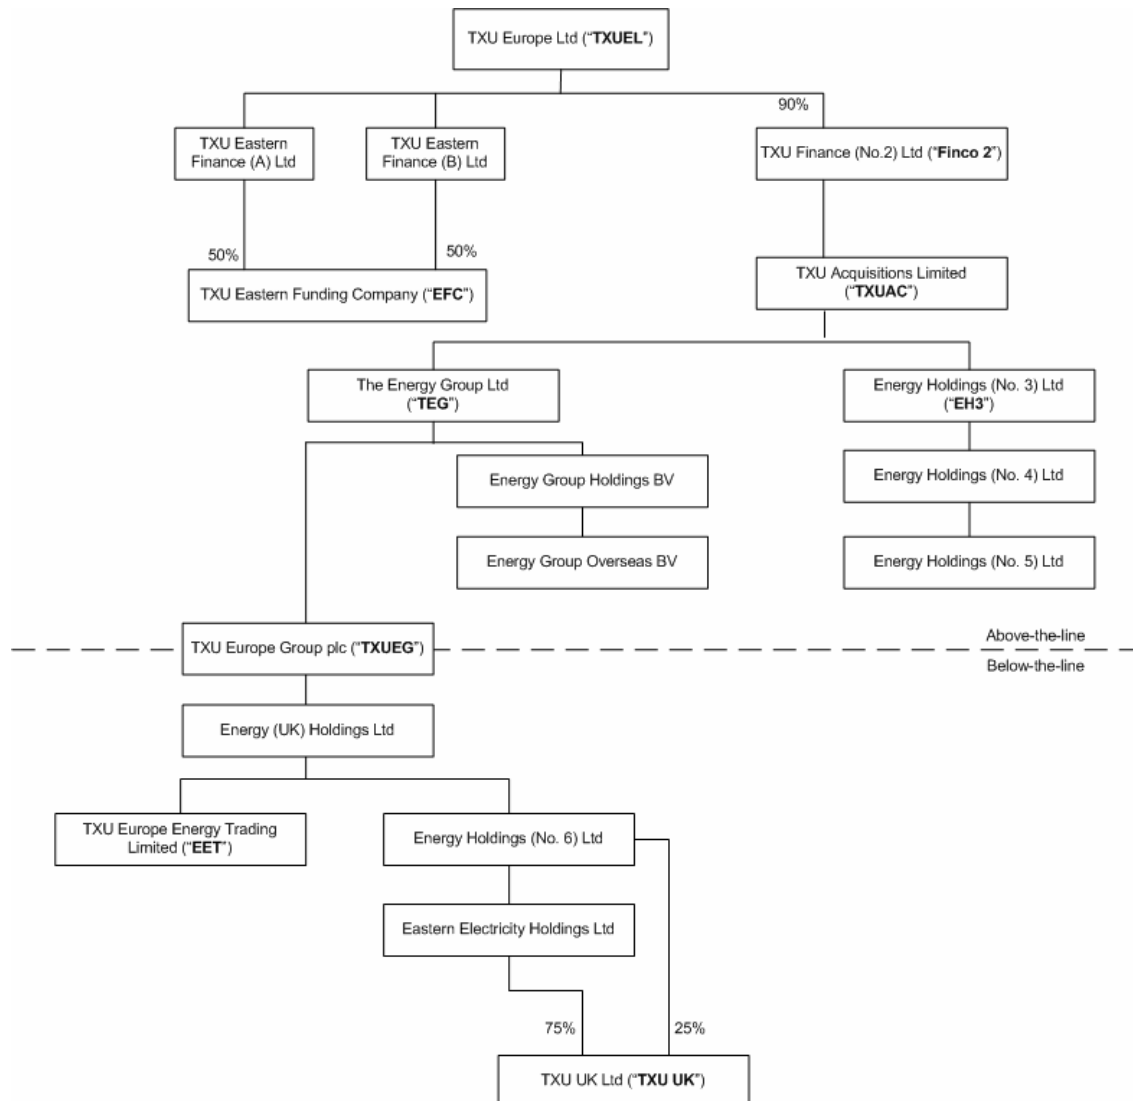 TXU Europe Ltd (“TXUEL”)
90%
TXU Eastern
Finance (A) Ltd
TXU Eastern
Finance (B) Ltd
TXU Finance (No.2) Ltd (“Finco 2”)
50%
50%
TXU Eastern Funding Company (“EFC”)
TXU Acquisitions Limited
(“TXUAC”)
The Energy Group Ltd
(“TEG”)
Energy Holdings (No. 3) Ltd
(“EH3”)
Energy Group Holdings BV
Energy Holdings (No. 4) Ltd
Energy Group Overseas BV
Energy Holdings (No. 5) Ltd
TXU Europe Group plc (“TXUEG”)
Above-the-line
Below-the-line
Energy (UK) Holdings Ltd
TXU Europe Energy Trading
Limited (“EET”)
Energy Holdings (No. 6) Ltd
Eastern Electricity Holdings Ltd
75%
25%
TXU UK Ltd (“TXU UK”)